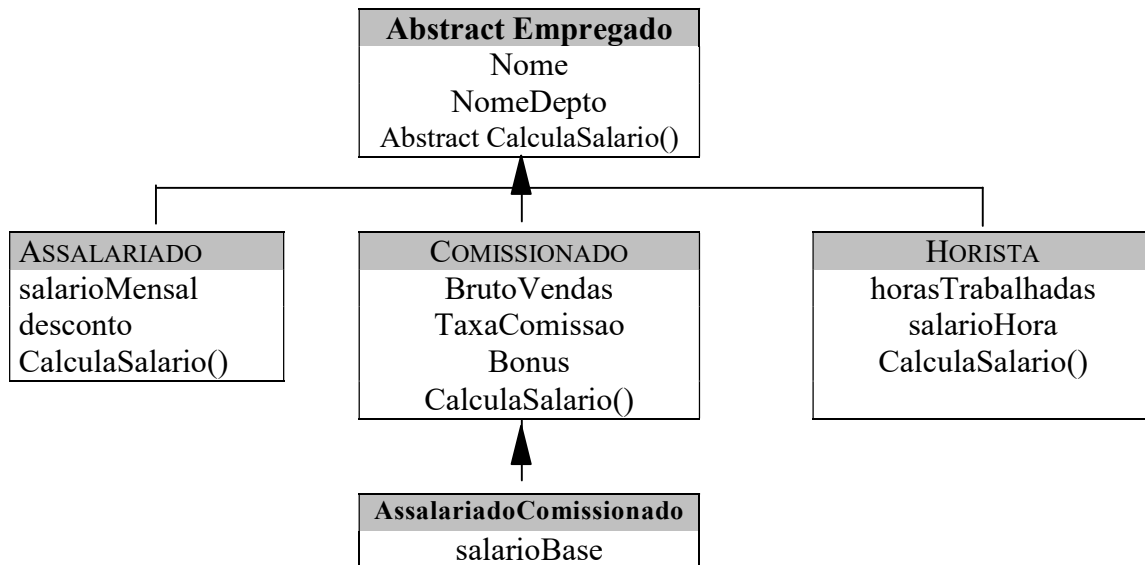 Abstract Empregado
Nome
NomeDepto
Abstract CalculaSalario()
ASSALARIADO
salarioMensal
desconto
CalculaSalario()
COMISSIONADO
BrutoVendas
TaxaComissao
Bonus
CalculaSalario()
HORISTA
horasTrabalhadas
salarioHora
CalculaSalario()
AssalariadoComissionado
salarioBase